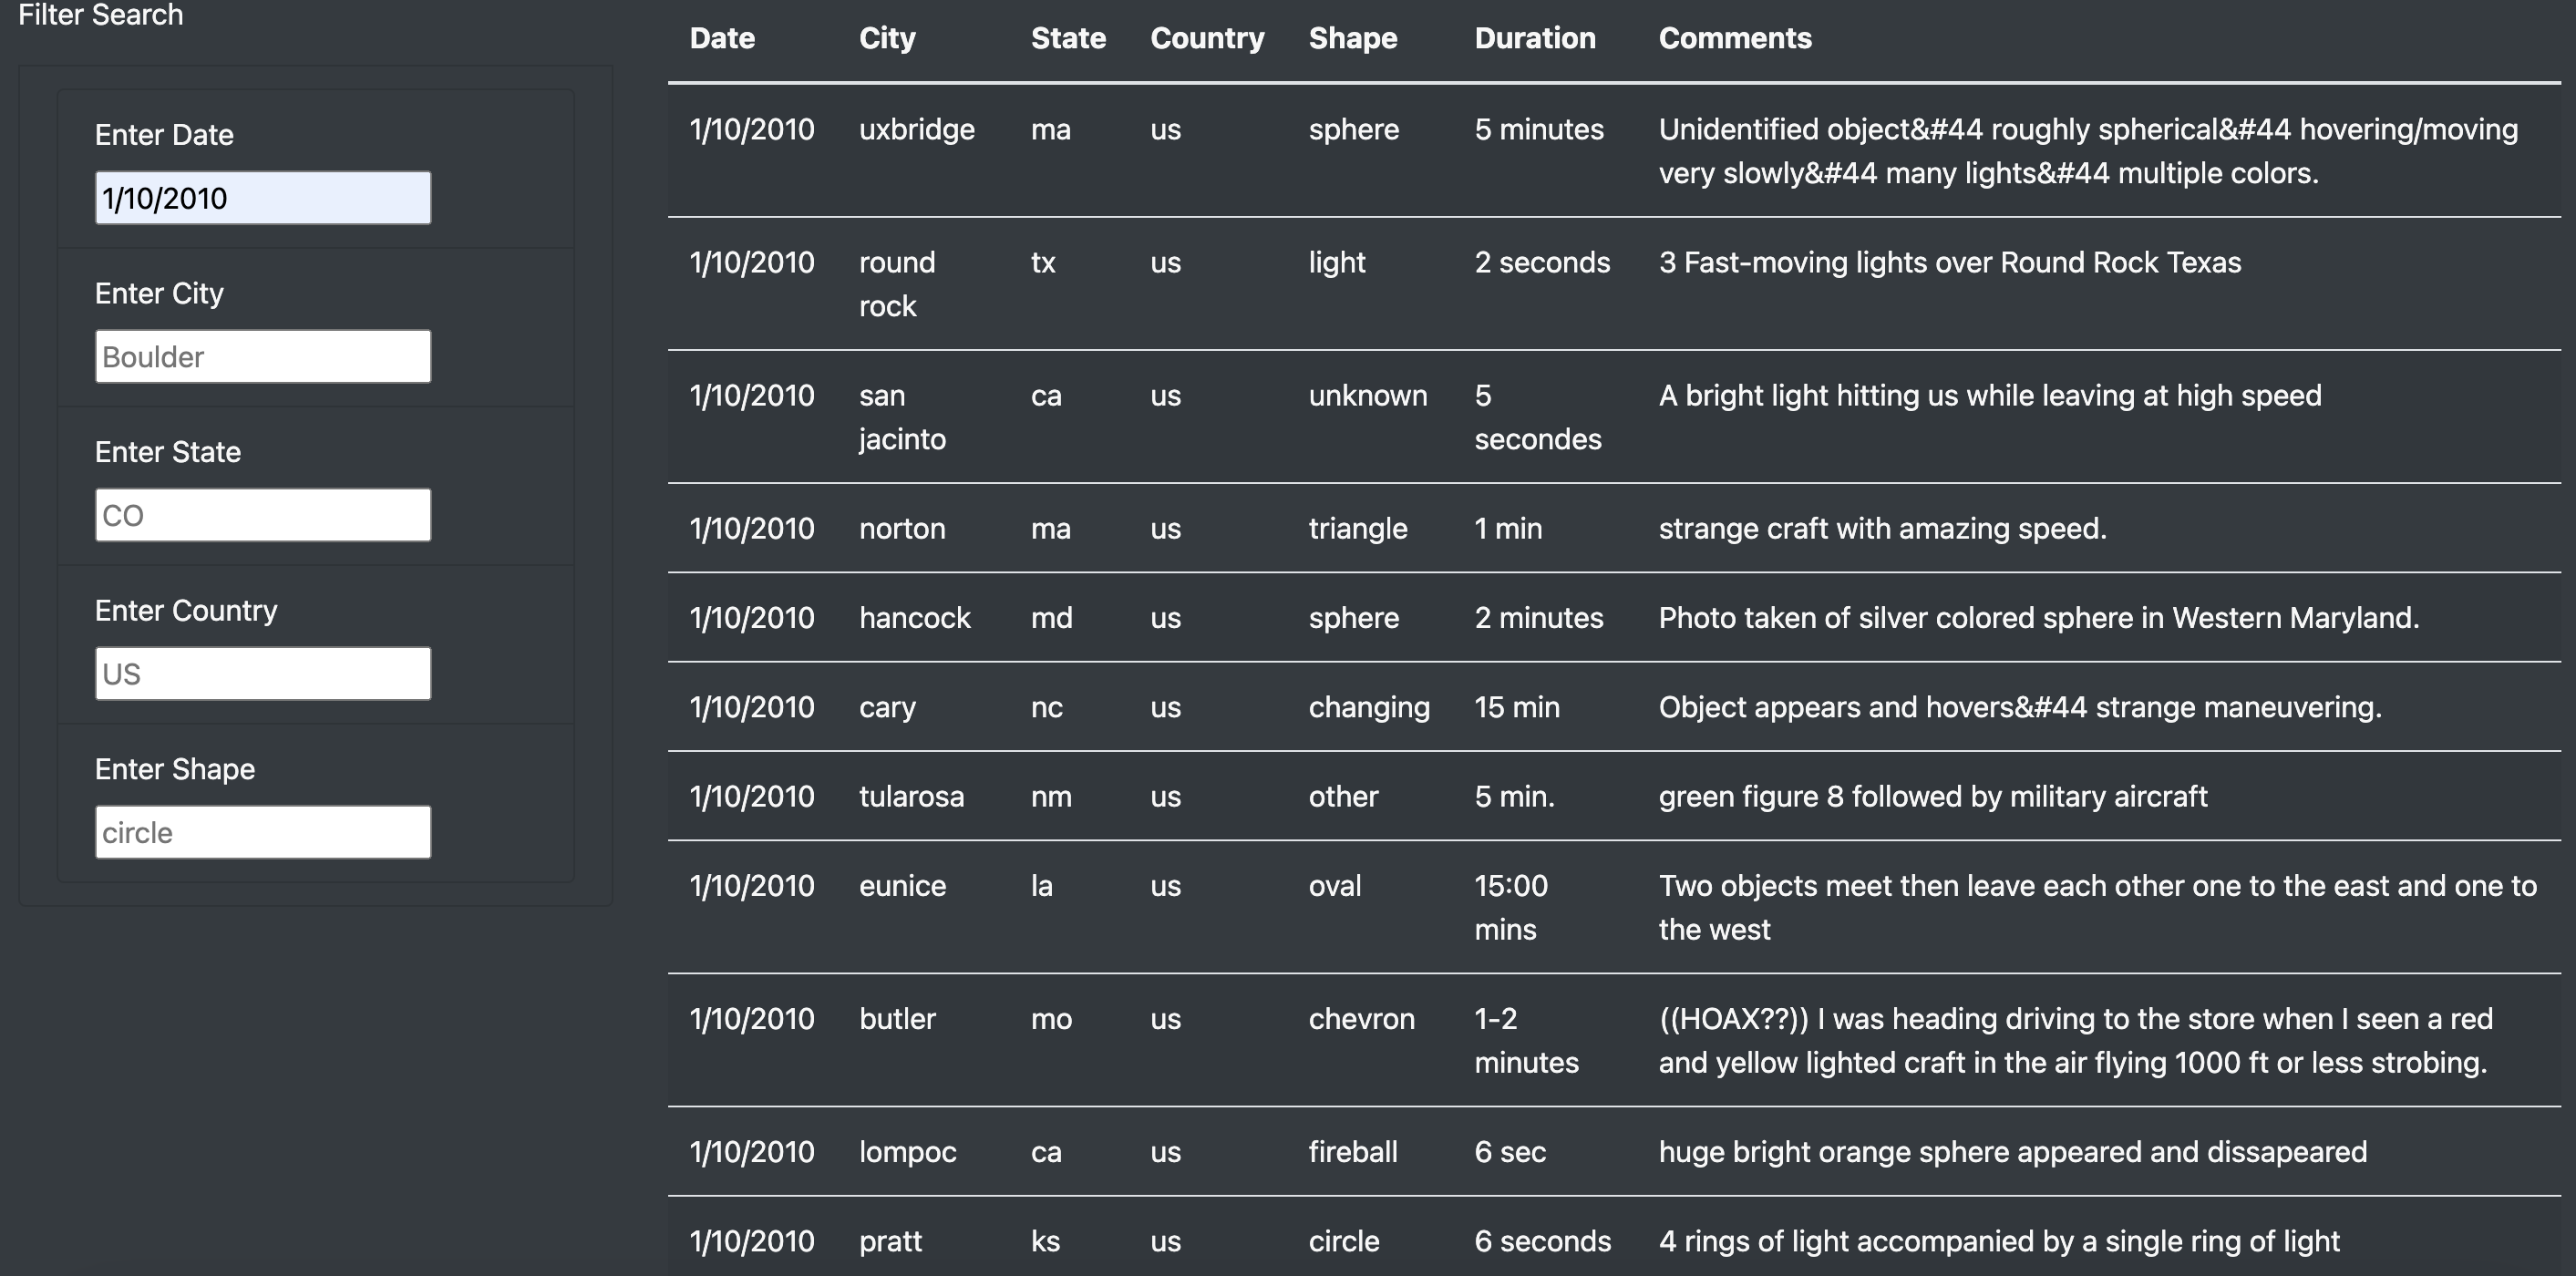 Filter Search
Enter Date
1/10/2010
Enter City
Boulder
Enter State
CO
Enter Country
US
Enter Shape
circle
Date City State Country Shape Duration Comments
1/10/2010 uxbridge ma us sphere 5 minutes Unidentified object&#44 roughly spherical&#44 hovering/moving
very slowly&#44 many lights&#44 multiple colors.
1/10/2010 round tx us light 2 seconds 3 Fast-moving lights over Round Rock Texas
rock
1/10/2010 san ca us unknown 5 A bright light hitting us while leaving at high speed
jacinto secondes
1/10/2010 norton ma us triangle 1 min strange craft with amazing speed.
1/10/2010 hancock md us sphere 2 minutes Photo taken of silver colored sphere in Western Maryland.
1/10/2010 cary nc us changing 15 min Object appears and hovers&#44 strange maneuvering.
1/10/2010 tularosa nm us other 5 min. green figure 8 followed by military aircraft
1/10/2010 eunice la us oval 15:00 Two objects meet then leave each other one to the east and one to
mins the west
1/10/2010 butler mo us chevron 1-2 ((HOAX??)) I was heading driving to the store when I seen a red
minutes and yellow lighted craft in the air flying 1000 ft or less strobing.
1/10/2010 lompoc ca us fireball 6 sec huge bright orange sphere appeared and dissapeared
1/10/2010 pratt ks us circle 6 seconds 4 rings of light accompanied by a single ring of light